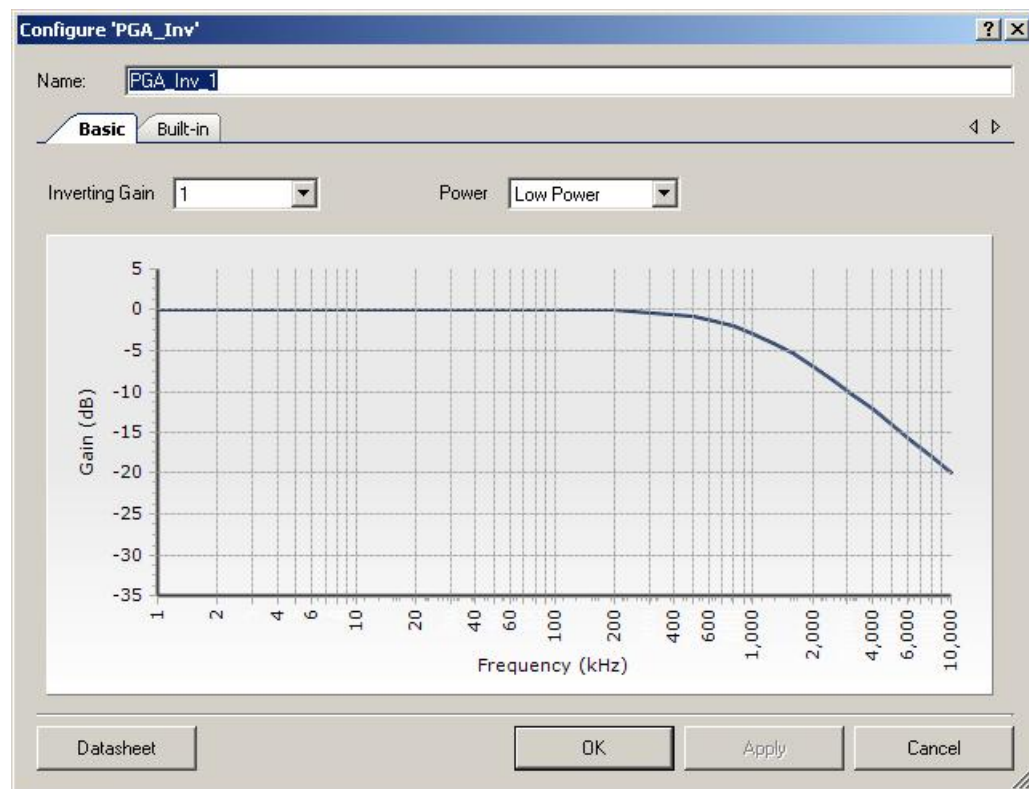 Configure 'PGA_Inv'
Name: PGA_Inv_1
Basic Built-in
Inverting Gain 1 Power Low Power
5
0
-5
-10
-15
-20
-25
-30
-35
Gain (dB)
1 2 4 6 10 20 40 60 100 200 400 600 1,000 2,000 4,000 6,000 10,000
Frequency (kHz)
Datasheet OK Apply Cancel